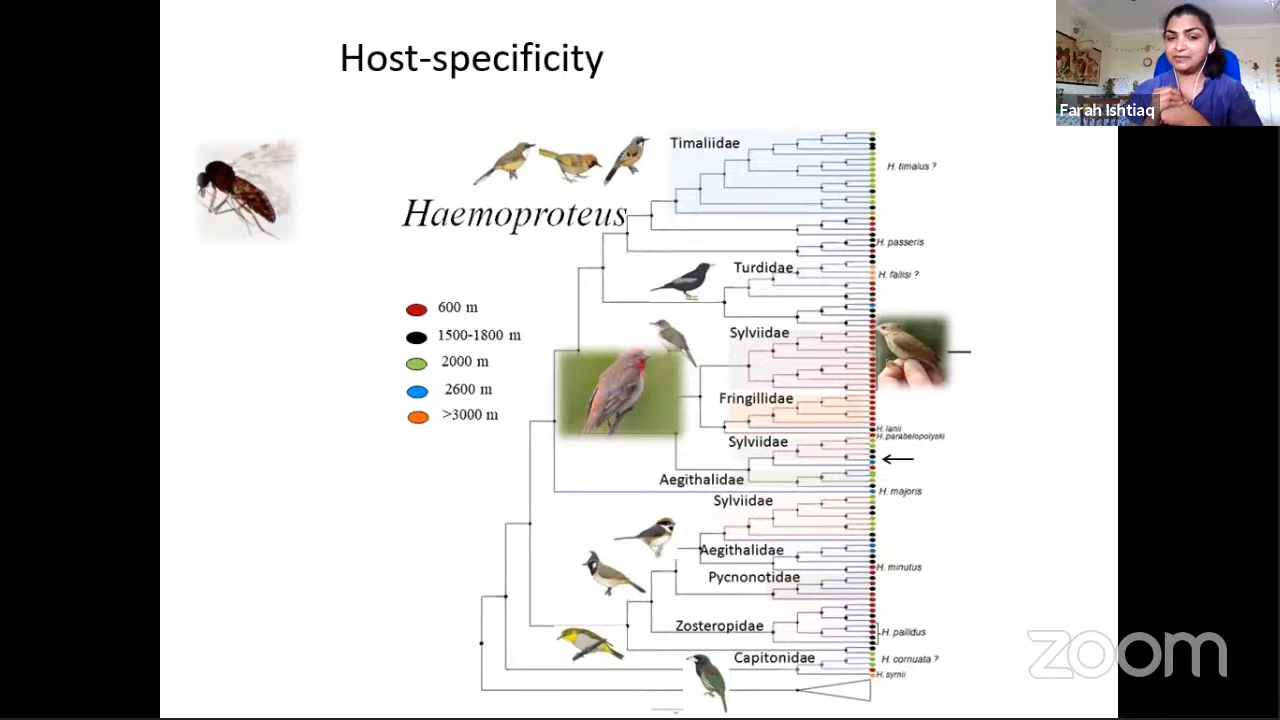 Host-specificity
Farah Ishtiaq
Timaliidae
H. timalus ?
Haemoproteus
H. passeris
Turdidae
H. fallisi ?
600 m
1500-1800 m
2000 m
2600 m
>3000 m
Sylviidae
Fringillidae
H. lanii
H. parabelopolyski
Sylviidae
Aegithalidae
H. majoris
Sylviidae
Aegithalidae
H. minutus
Pycnonotidae
Zosteropidae
H. pallidus
Capitonidae
H. cornuata ?
H. syrnii
zoom